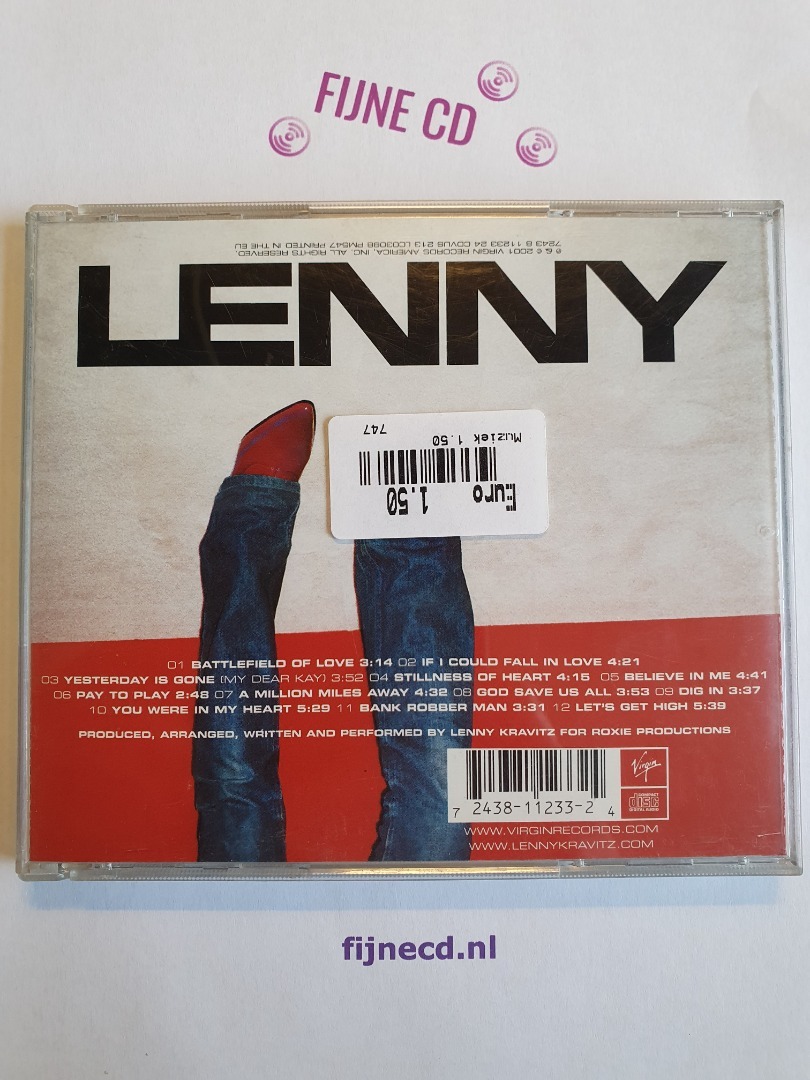 FIJNE CD
℗ & © 2001 VIRGIN RECORDS AMERICA, INC. ALL RIGHTS RESERVED.
7243 8 11233 24 CDVUS 213 LC03098 PM547 PRINTED IN THE EU
LENNY
Euro 1.50
Muziek 1.50
747
01 BATTLEFIELD OF LOVE 3:14 02 IF I COULD FALL IN LOVE 4:21
03 YESTERDAY IS GONE (MY DEAR KAY) 3:52 04 STILLNESS OF HEART 4:15 05 BELIEVE IN ME 4:41
06 PAY TO PLAY 2:48 07 A MILLION MILES AWAY 4:32 08 GOD SAVE US ALL 3:53 09 DIG IN 3:37
10 YOU WERE IN MY HEART 5:29 11 BANK ROBBER MAN 3:31 12 LET'S GET HIGH 5:39
PRODUCED, ARRANGED, WRITTEN AND PERFORMED BY LENNY KRAVITZ FOR ROXIE PRODUCTIONS
7 2438-11233-2 4
Virgin
COMPACT
disc
DIGITAL AUDIO
WWW.VIRGINRECORDS.COM
WWW.LENNYKRAVITZ.COM
fijnecd.nl